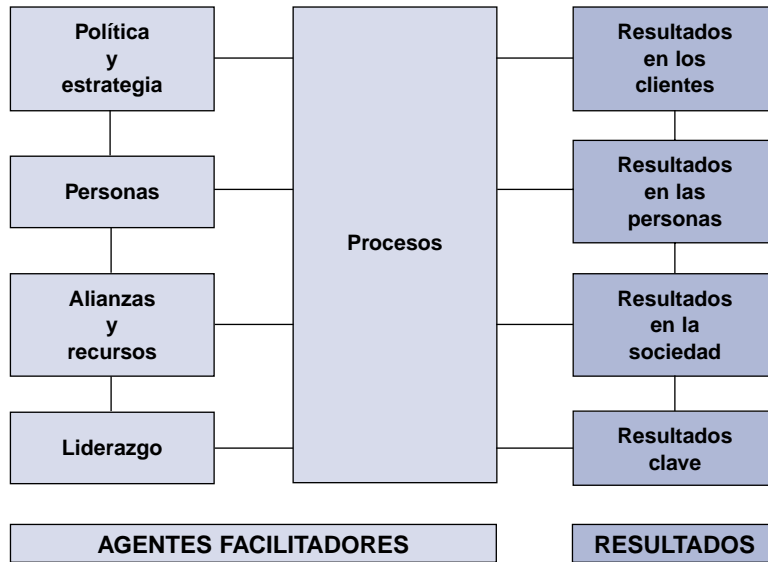 Política
y
estrategia
Personas
Alianzas
y
recursos
Liderazgo
Procesos
Resultados
en los
clientes
Resultados
en las
personas
Resultados
en la
sociedad
Resultados
clave
AGENTES FACILITADORES
RESULTADOS